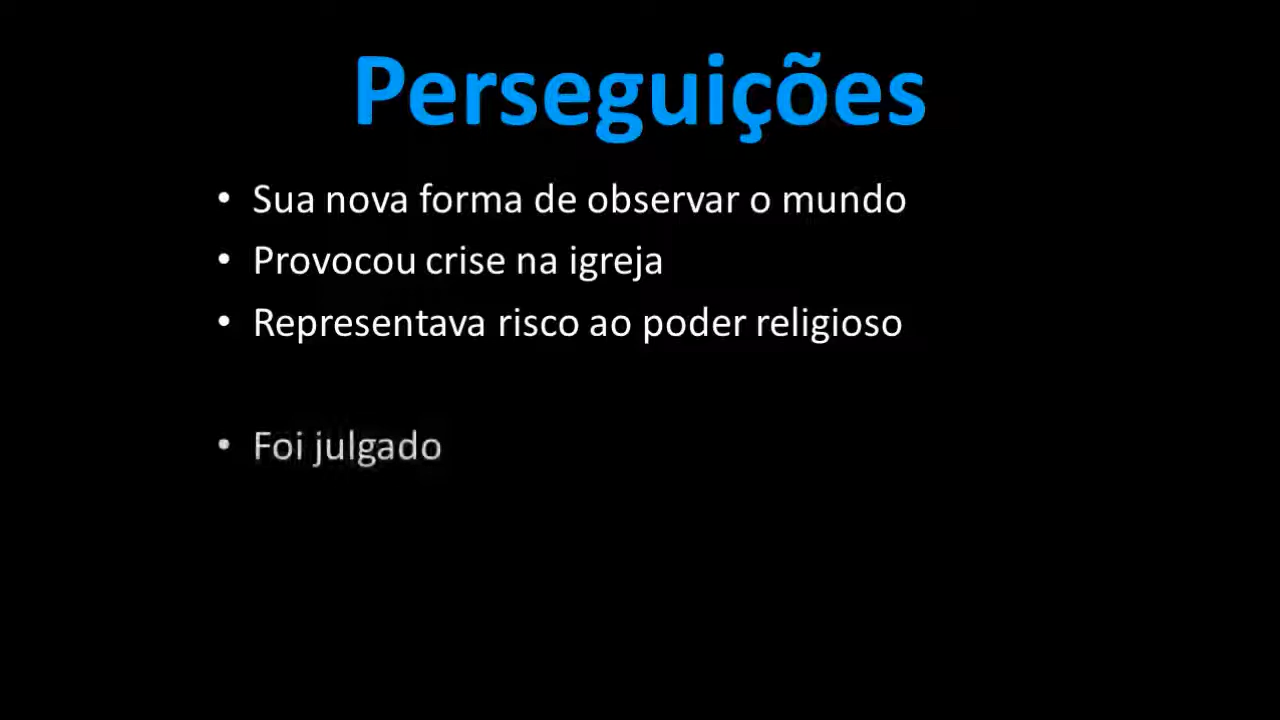 Perseguições
• Sua nova forma de observar o mundo
• Provocou crise na igreja
• Representava risco ao poder religioso
• Foi julgado